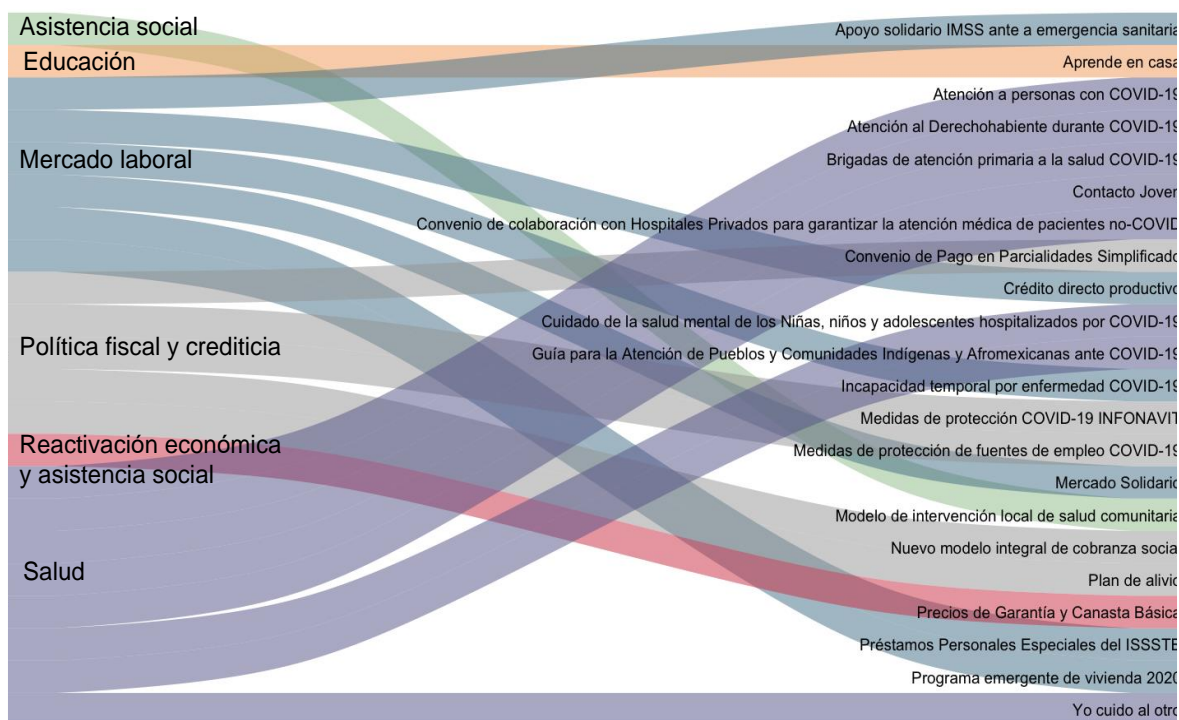 Asistencia social
Educación
Mercado laboral
Política fiscal y crediticia
Reactivación económica
y asistencia social
Salud
Apoyo solidario IMSS ante a emergencia sanitaria
Aprende en casa
Atención a personas con COVID-19
Atención al Derechohabiente durante COVID-19
Brigadas de atención primaria a la salud COVID-19
Contacto Joven
Convenio de colaboración con Hospitales Privados para garantizar la atención médica de pacientes no-COVID
Convenio de Pago en Parcialidades Simplificado
Crédito directo productivo
Cuidado de la salud mental de los Niñas, niños y adolescentes hospitalizados por COVID-19
Guía para la Atención de Pueblos y Comunidades Indígenas y Afromexicanas ante COVID-19
Incapacidad temporal por enfermedad COVID-19
Medidas de protección COVID-19 INFONAVIT
Medidas de protección de fuentes de empleo COVID-19
Mercado Solidario
Modelo de intervención local de salud comunitaria
Nuevo modelo integral de cobranza social
Plan de alivio
Precios de Garantía y Canasta Básica
Préstamos Personales Especiales del ISSSTE
Programa emergente de vivienda 2020
Yo cuido al otro